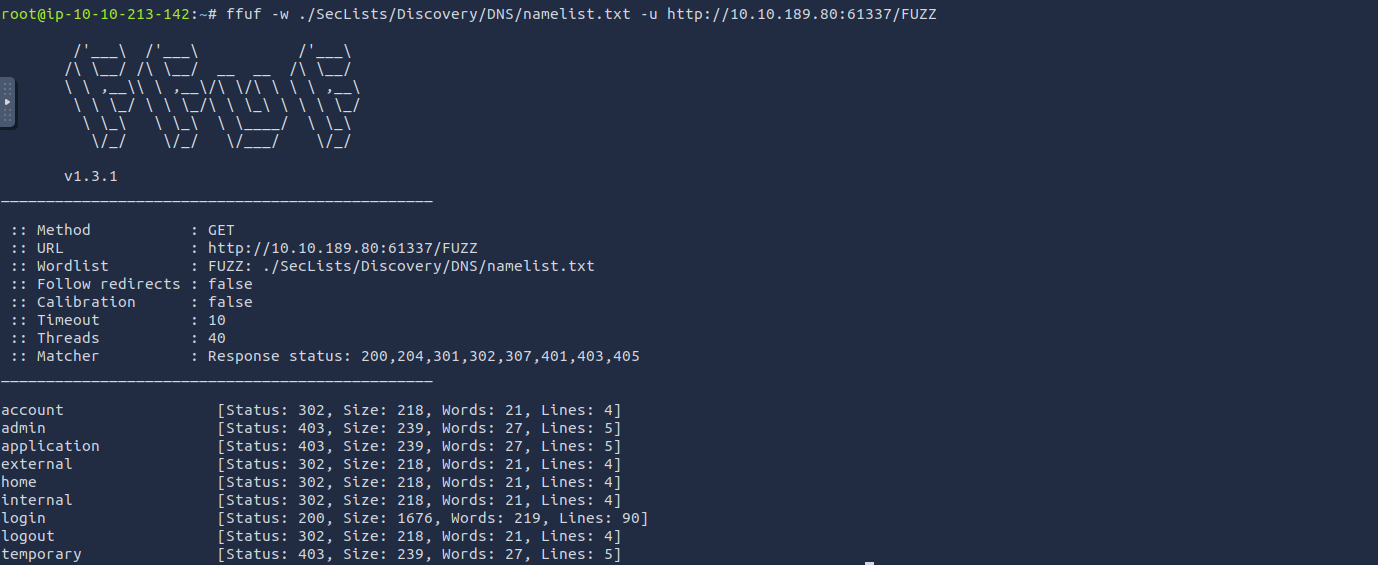 root@ip-10-10-213-142:~# ffuf -w ./SecLists/Discovery/DNS/namelist.txt -u http://10.10.189.80:61337/FUZZ
        /'___\  /'___\           /'___\
       /\ \__/ /\ \__/  __  __  /\ \__/
       \ \ ,__\\ \ ,__\/\ \/\ \ \ \ ,__\
        \ \ \_/ \ \ \_/\ \ \_\ \ \ \ \_/
         \ \_\   \ \_\  \ \____/  \ \_\
          \/_/    \/_/   \/___/    \/_/
       v1.3.1
________________________________________________
 :: Method           : GET
 :: URL              : http://10.10.189.80:61337/FUZZ
 :: Wordlist         : FUZZ: ./SecLists/Discovery/DNS/namelist.txt
 :: Follow redirects : false
 :: Calibration      : false
 :: Timeout          : 10
 :: Threads          : 40
 :: Matcher          : Response status: 200,204,301,302,307,401,403,405
________________________________________________
account                 [Status: 302, Size: 218, Words: 21, Lines: 4]
admin                   [Status: 403, Size: 239, Words: 27, Lines: 5]
application             [Status: 403, Size: 239, Words: 27, Lines: 5]
external                [Status: 302, Size: 218, Words: 21, Lines: 4]
home                    [Status: 302, Size: 218, Words: 21, Lines: 4]
internal                [Status: 302, Size: 218, Words: 21, Lines: 4]
login                   [Status: 200, Size: 1676, Words: 219, Lines: 90]
logout                  [Status: 302, Size: 218, Words: 21, Lines: 4]
temporary               [Status: 403, Size: 239, Words: 27, Lines: 5]